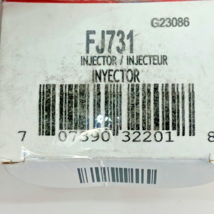 G23086
FJ731
INJECTOR / INJECTEUR
INYECTOR
7 07390 32201 8